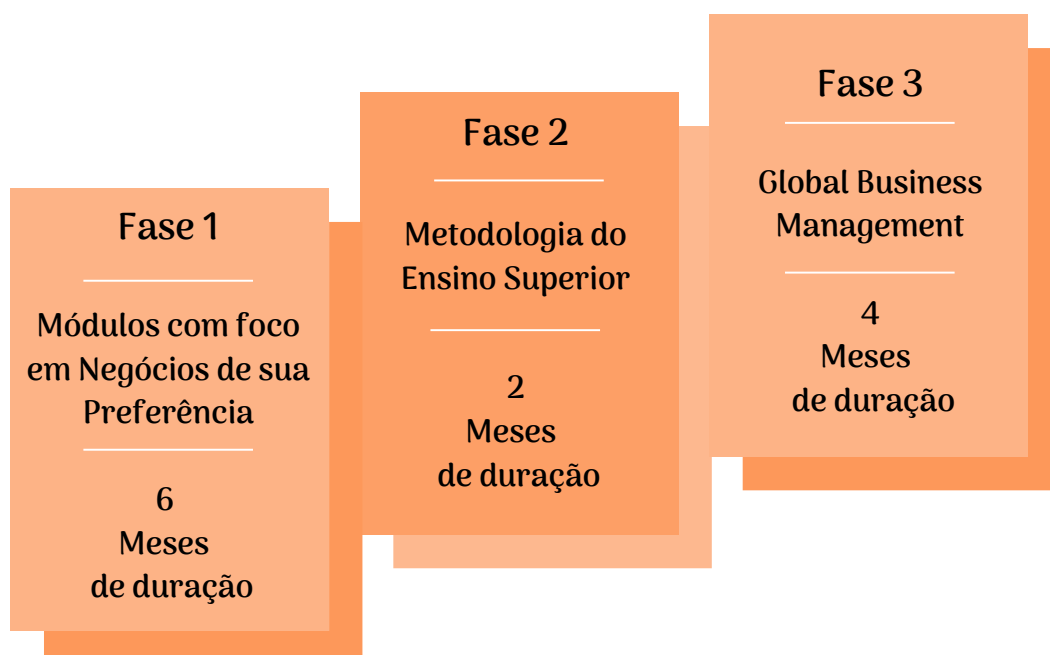 Fase 1
Módulos com foco
em Negócios de sua
Preferência
6
Meses
de duração
Fase 2
Metodologia do
Ensino Superior
2
Meses
de duração
Fase 3
Global Business
Management
4
Meses
de duração